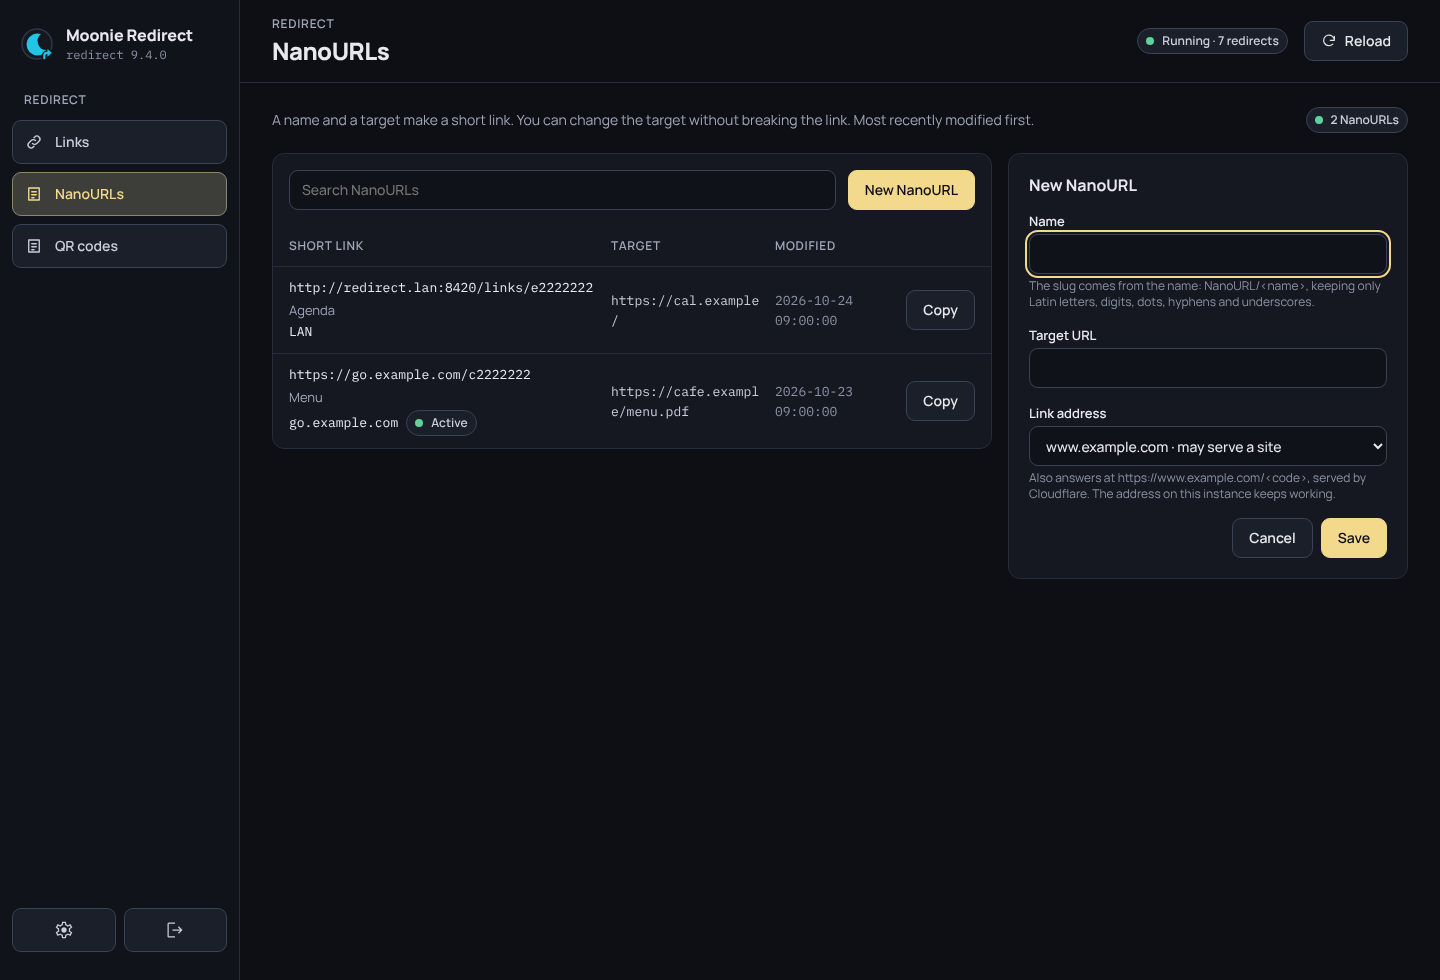 Moonie Redirect
redirect 9.4.0
REDIRECT
Links
NanoURLs
QR codes
REDIRECT
NanoURLs
Running · 7 redirects
Reload
A name and a target make a short link. You can change the target without breaking the link. Most recently modified first.
2 NanoURLs
Search NanoURLs
New NanoURL
SHORT LINK
TARGET
MODIFIED
http://redirect.lan:8420/links/e2222222
Agenda
LAN
https://cal.example
/
2026-10-24
09:00:00
Copy
https://go.example.com/c2222222
Menu
go.example.com
Active
https://cafe.exampl
e/menu.pdf
2026-10-23
09:00:00
Copy
New NanoURL
Name
The slug comes from the name: NanoURL/<name>, keeping only
Latin letters, digits, dots, hyphens and underscores.
Target URL
Link address
www.example.com · may serve a site
Also answers at https://www.example.com/<code>, served by
Cloudflare. The address on this instance keeps working.
Cancel
Save